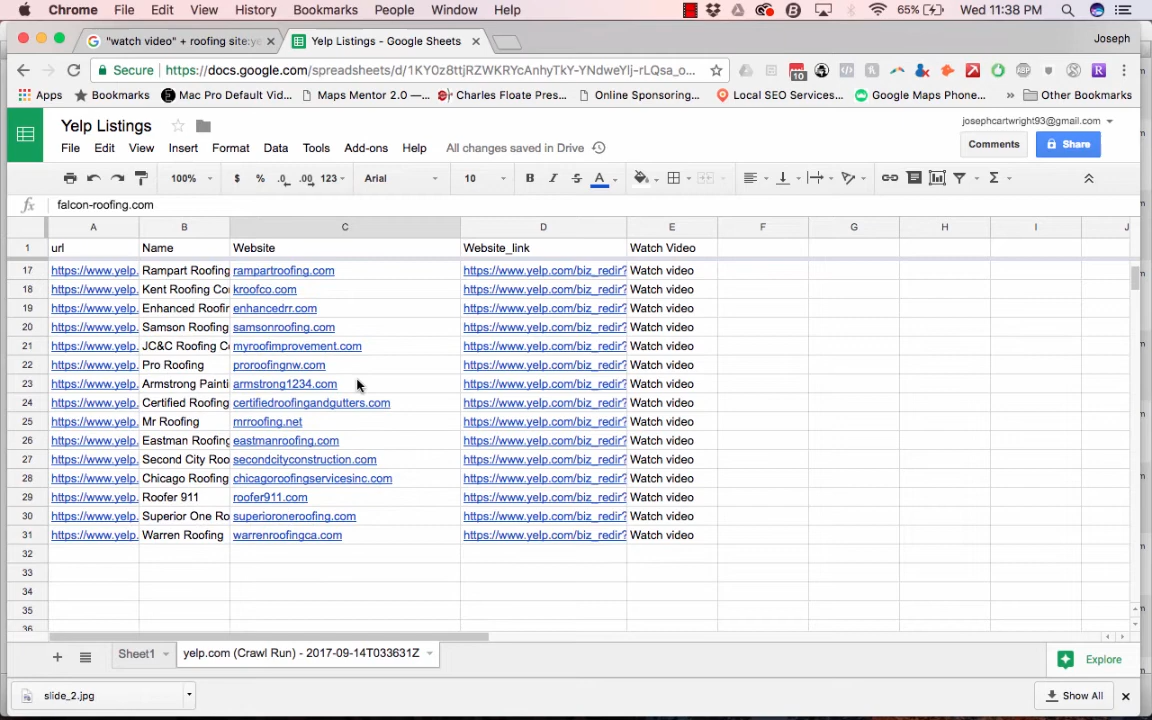 Chrome File Edit View History Bookmarks People Window Help 65% Wed 11:38 PM
"watch video" + roofing site:ye Yelp Listings - Google Sheets Joseph
Secure https://docs.google.com/spreadsheets/d/1KY0z8ttjRZWKRYcAnhyTkY-YNdweYlj-rLQsa_o... 10
Apps Bookmarks Mac Pro Default Vid... Maps Mentor 2.0 —... Charles Floate Pres... Online Sponsoring... Local SEO Services... Google Maps Phone... » Other Bookmarks
Yelp Listings josephcartwright93@gmail.com
File Edit View Insert Format Data Tools Add-ons Help All changes saved in Drive Comments Share
100% $ % .0 .00 123 Arial 10 B I S A Σ
fx falcon-roofing.com
A B C D E F G H I J
1 url Name Website Website_link Watch Video
17 https://www.yelp. Rampart Roofing rampartroofing.com https://www.yelp.com/biz_redir? Watch video
18 https://www.yelp. Kent Roofing Co kroofco.com https://www.yelp.com/biz_redir? Watch video
19 https://www.yelp. Enhanced Roofin enhancedrr.com https://www.yelp.com/biz_redir? Watch video
20 https://www.yelp. Samson Roofing samsonroofing.com https://www.yelp.com/biz_redir? Watch video
21 https://www.yelp. JC&C Roofing C myroofimprovement.com https://www.yelp.com/biz_redir? Watch video
22 https://www.yelp. Pro Roofing proroofingnw.com https://www.yelp.com/biz_redir? Watch video
23 https://www.yelp. Armstrong Painti armstrong1234.com https://www.yelp.com/biz_redir? Watch video
24 https://www.yelp. Certified Roofing certifiedroofingandgutters.com https://www.yelp.com/biz_redir? Watch video
25 https://www.yelp. Mr Roofing mrroofing.net https://www.yelp.com/biz_redir? Watch video
26 https://www.yelp. Eastman Roofing eastmanroofing.com https://www.yelp.com/biz_redir? Watch video
27 https://www.yelp. Second City Roo secondcityconstruction.com https://www.yelp.com/biz_redir? Watch video
28 https://www.yelp. Chicago Roofing chicagoroofingservicesinc.com https://www.yelp.com/biz_redir? Watch video
29 https://www.yelp. Roofer 911 roofer911.com https://www.yelp.com/biz_redir? Watch video
30 https://www.yelp. Superior One Ro superioroneroofing.com https://www.yelp.com/biz_redir? Watch video
31 https://www.yelp. Warren Roofing warrenroofingca.com https://www.yelp.com/biz_redir? Watch video
32
33
34
35
36
Sheet1 yelp.com (Crawl Run) - 2017-09-14T033631Z Explore
slide_2.jpg Show All